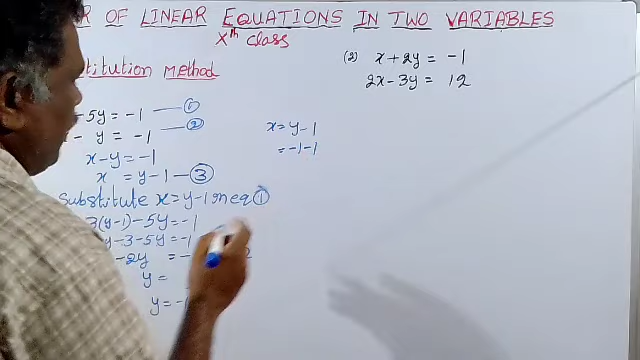 OF LINEAR EQUATIONS IN TWO VARIABLES
Xth class
Method
- 5y = -1 — ①
- y = -1 — ②
x - y = -1
x = y - 1 — ③
Substitute x = y - 1 in eq ①
3(y-1) - 5y = -1
y - 3 - 5y = -1
-2y =
y =
y = -1
x = y - 1
= -1 - 1
(2) x + 2y = -1
2x - 3y = 12